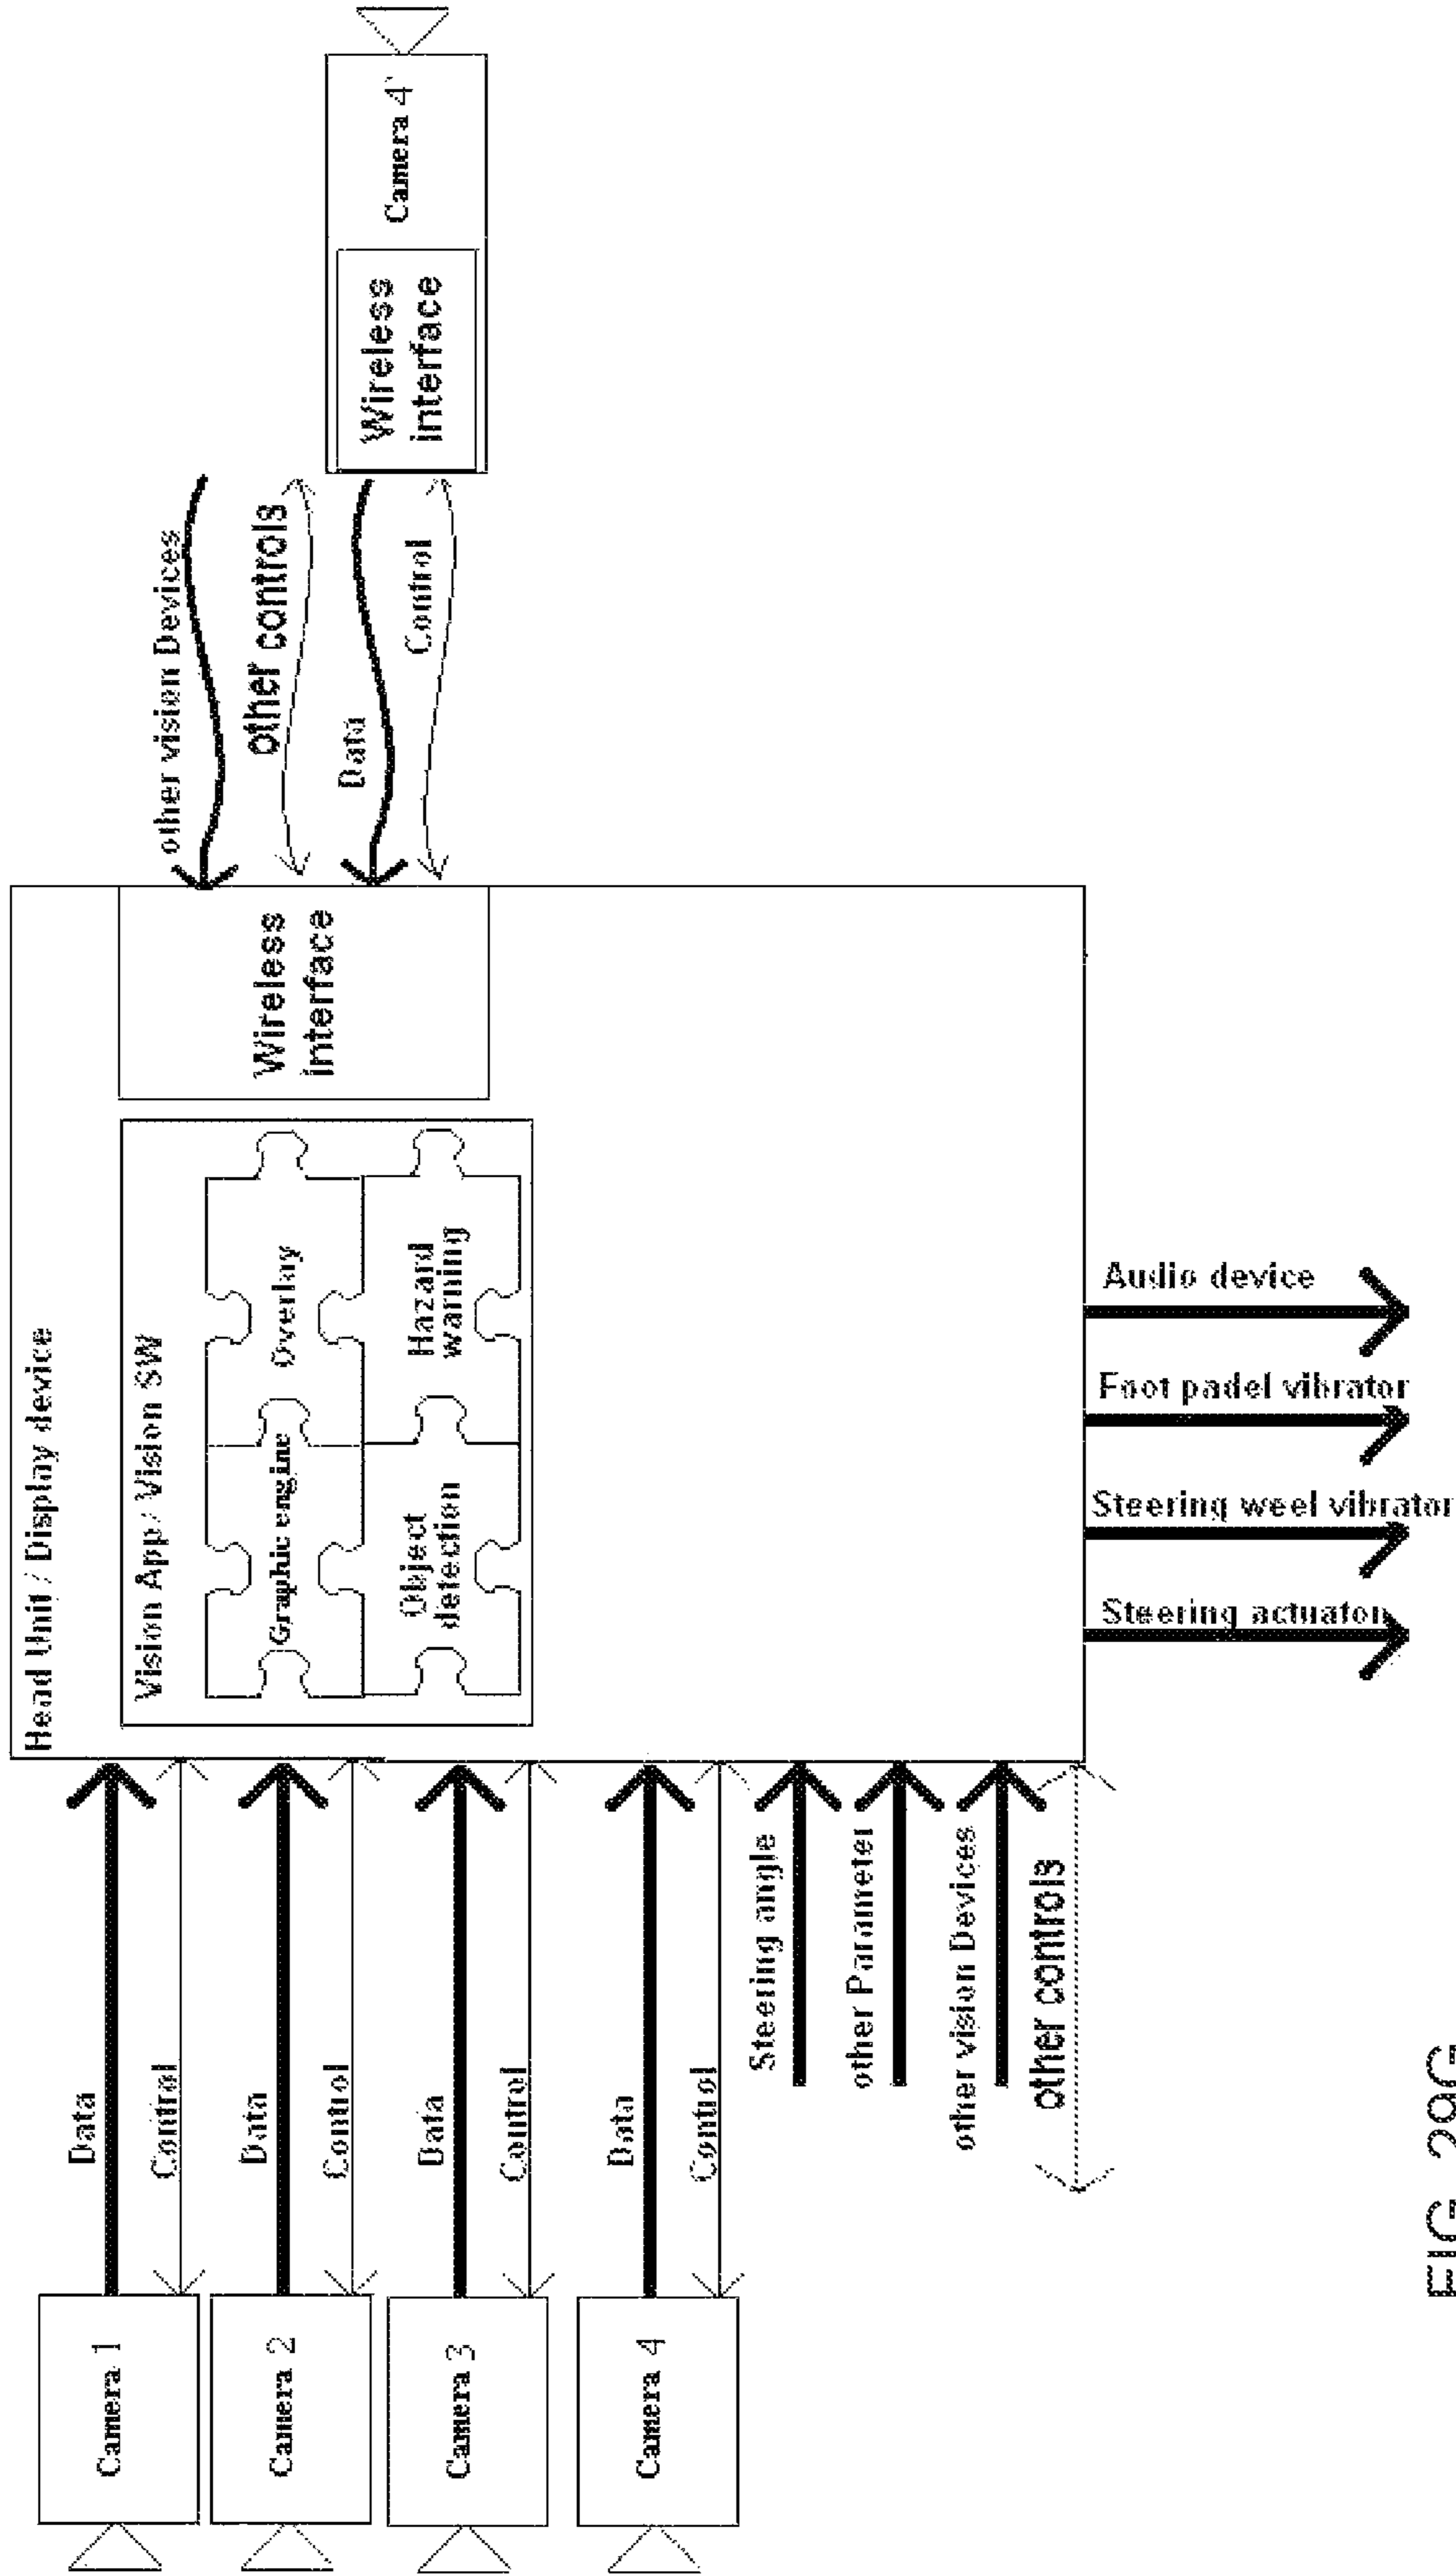 Head Unit / Display device
Vision App / Vision SW
Graphic engine
Overlay
Object
detection
Hazard
warning
Wireless
interface
other vision Devices
other controls
Data
Control
Wireless
interface
Camera 4'
Camera 1
Data
Control
Camera 2
Data
Control
Camera 3
Data
Control
Camera 4
Data
Control
Steering angle
other Parameter
other vision Devices
other controls
Audio device
Foot padel vibrator
Steering weel vibrator
Steering actuator
FIG. 29G